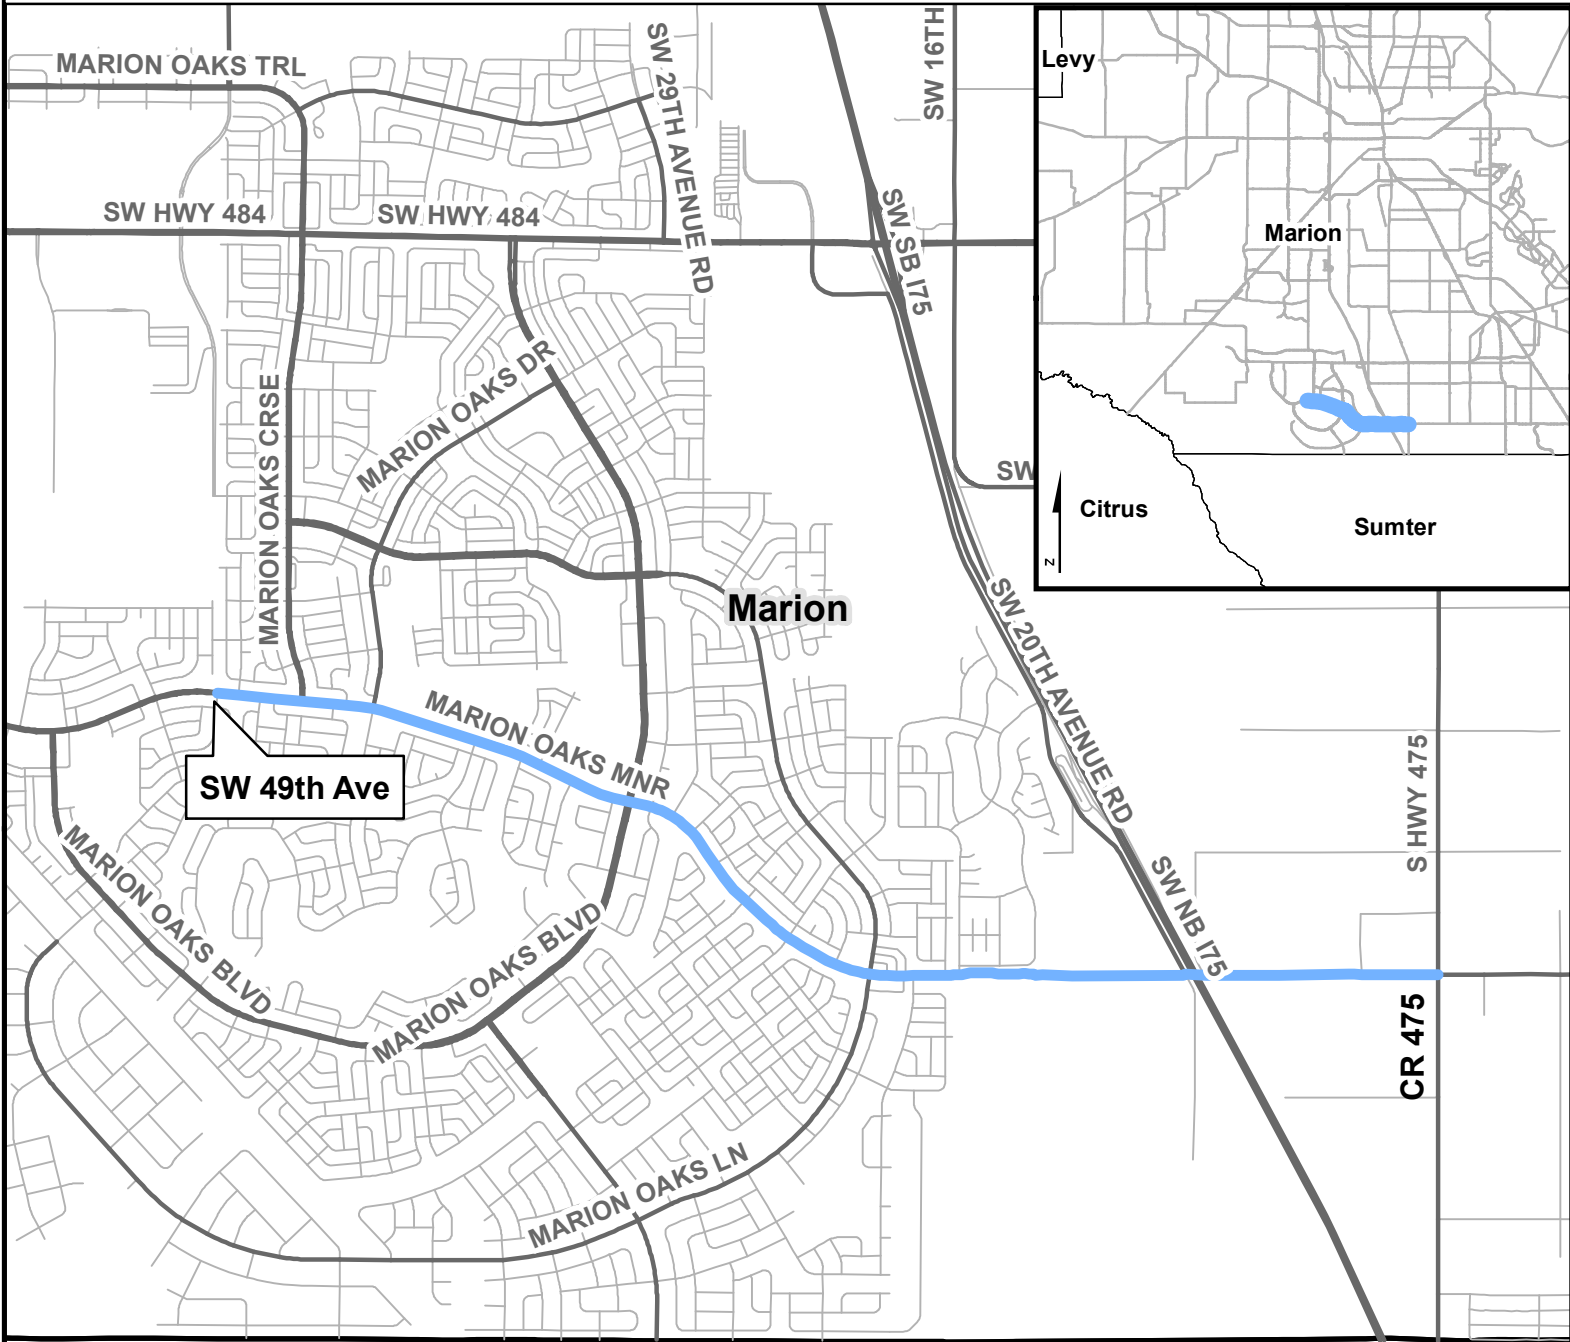 MARION OAKS TRL
SW 29TH AVENUE RD
SW 16TH
Levy
SW HWY 484
SW HWY 484
SW SB I75
Marion
MARION OAKS DR
MARION OAKS CRSE
SW
Citrus
Sumter
N
Marion
SW 20TH AVENUE RD
MARION OAKS MNR
SW 49th Ave
S HWY 475
MARION OAKS BLVD
MARION OAKS BLVD
SW NB I75
CR 475
MARION OAKS LN